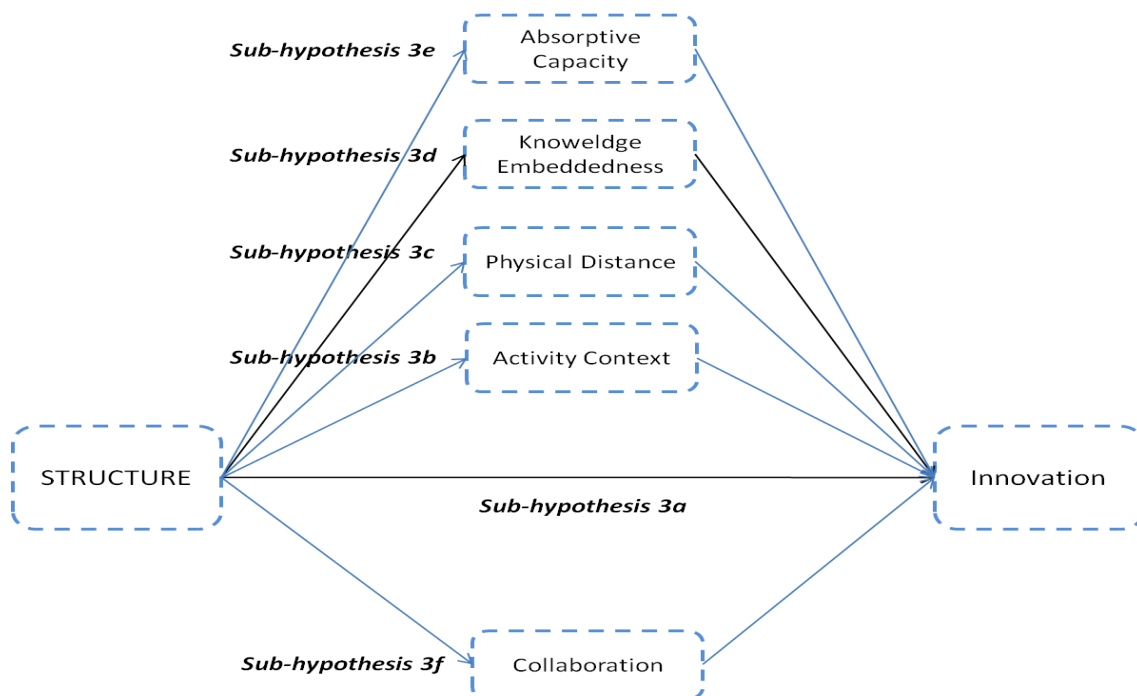 Sub-hypothesis 3e
Absorptive
Capacity
Sub-hypothesis 3d
Knoweldge
Embeddedness
Sub-hypothesis 3c
Physical Distance
Sub-hypothesis 3b
Activity Context
STRUCTURE
Innovation
Sub-hypothesis 3a
Sub-hypothesis 3f
Collaboration